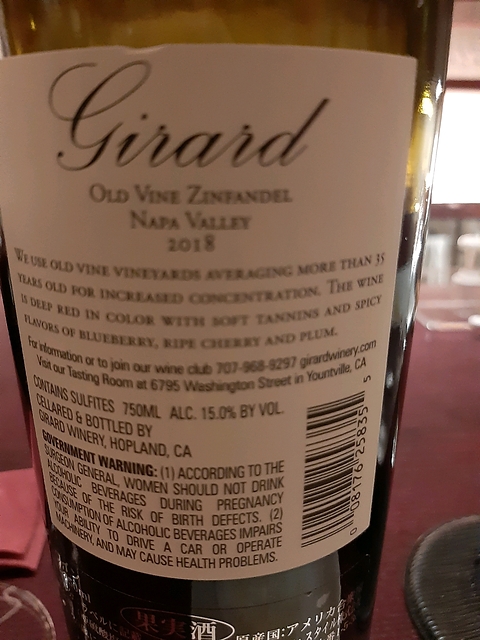 Girard
OLD VINE ZINFANDEL
NAPA VALLEY
2018
WE USE OLD VINE VINEYARDS AVERAGING MORE THAN 35
YEARS OLD FOR INCREASED CONCENTRATION. THE WINE
IS DEEP RED IN COLOR WITH SOFT TANNINS AND SPICY
FLAVORS OF BLUEBERRY, RIPE CHERRY AND PLUM.
For information or to join our wine club 707-968-9297 girardwinery.com
Visit our Tasting Room at 6795 Washington Street in Yountville, CA
CONTAINS SULFITES 750ML ALC. 15.0% BY VOL.
CELLARED & BOTTLED BY
GIRARD WINERY, HOPLAND, CA
GOVERNMENT WARNING: (1) ACCORDING TO THE
SURGEON GENERAL, WOMEN SHOULD NOT DRINK
ALCOHOLIC BEVERAGES DURING PREGNANCY
BECAUSE OF THE RISK OF BIRTH DEFECTS. (2)
CONSUMPTION OF ALCOHOLIC BEVERAGES IMPAIRS
YOUR ABILITY TO DRIVE A CAR OR OPERATE
MACHINERY, AND MAY CAUSE HEALTH PROBLEMS.
0 08176 25835 5
果実酒
原産国:アメリカ